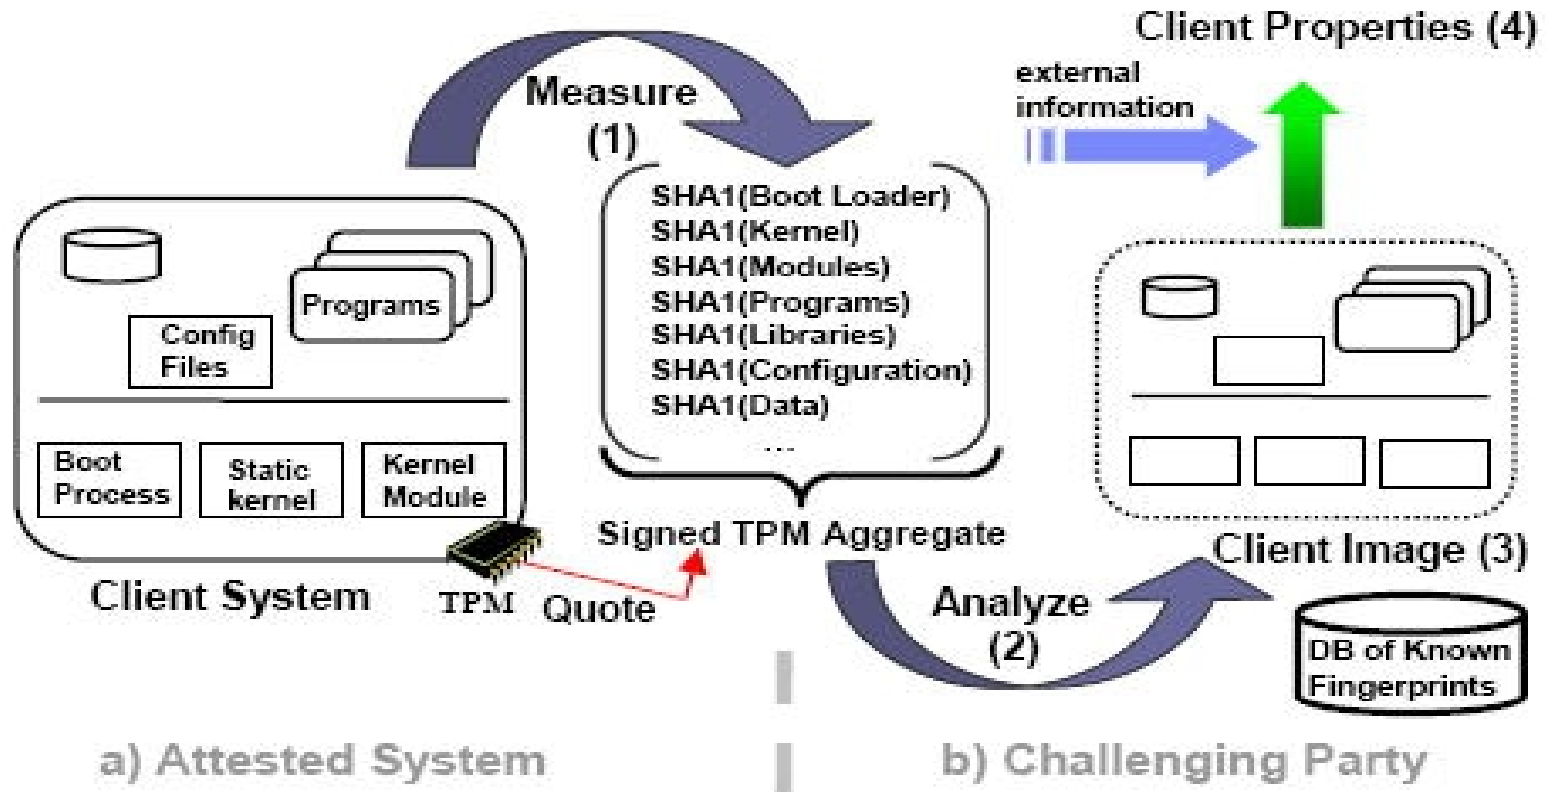 Client Properties (4)
external
information
Measure
(1)
SHA1(Boot Loader)
SHA1(Kernel)
SHA1(Modules)
SHA1(Programs)
SHA1(Libraries)
SHA1(Configuration)
SHA1(Data)
...
Programs
Config
Files
Boot
Process
Static
kernel
Kernel
Module
Client System
TPM
Quote
Signed TPM Aggregate
Analyze
(2)
Client Image (3)
DB of Known
Fingerprints
a) Attested System
b) Challenging Party